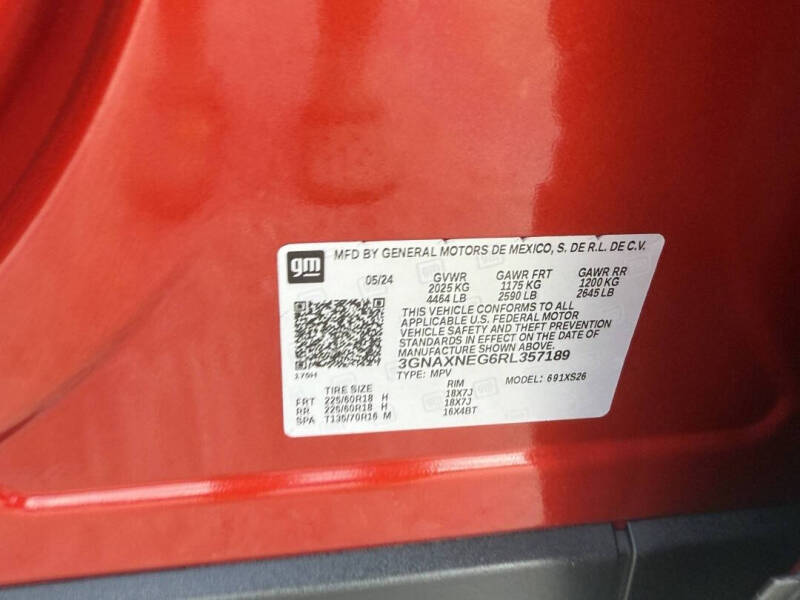 gm
MFD BY GENERAL MOTORS DE MEXICO, S. DE R.L. DE C.V.
05/24 GVWR GAWR FRT GAWR RR
2025 KG 1175 KG 1200 KG
4464 LB 2590 LB 2645 LB
THIS VEHICLE CONFORMS TO ALL
APPLICABLE U.S. FEDERAL MOTOR
VEHICLE SAFETY AND THEFT PREVENTION
STANDARDS IN EFFECT ON THE DATE OF
MANUFACTURE SHOWN ABOVE.
3GNAXNEG6RL357189
TYPE: MPV MODEL: 691XS26
TIRE SIZE RIM
FRT 225/60R18 H 18X7J
RR 225/60R18 H 18X7J
SPA T135/70R16 M 16X4BT